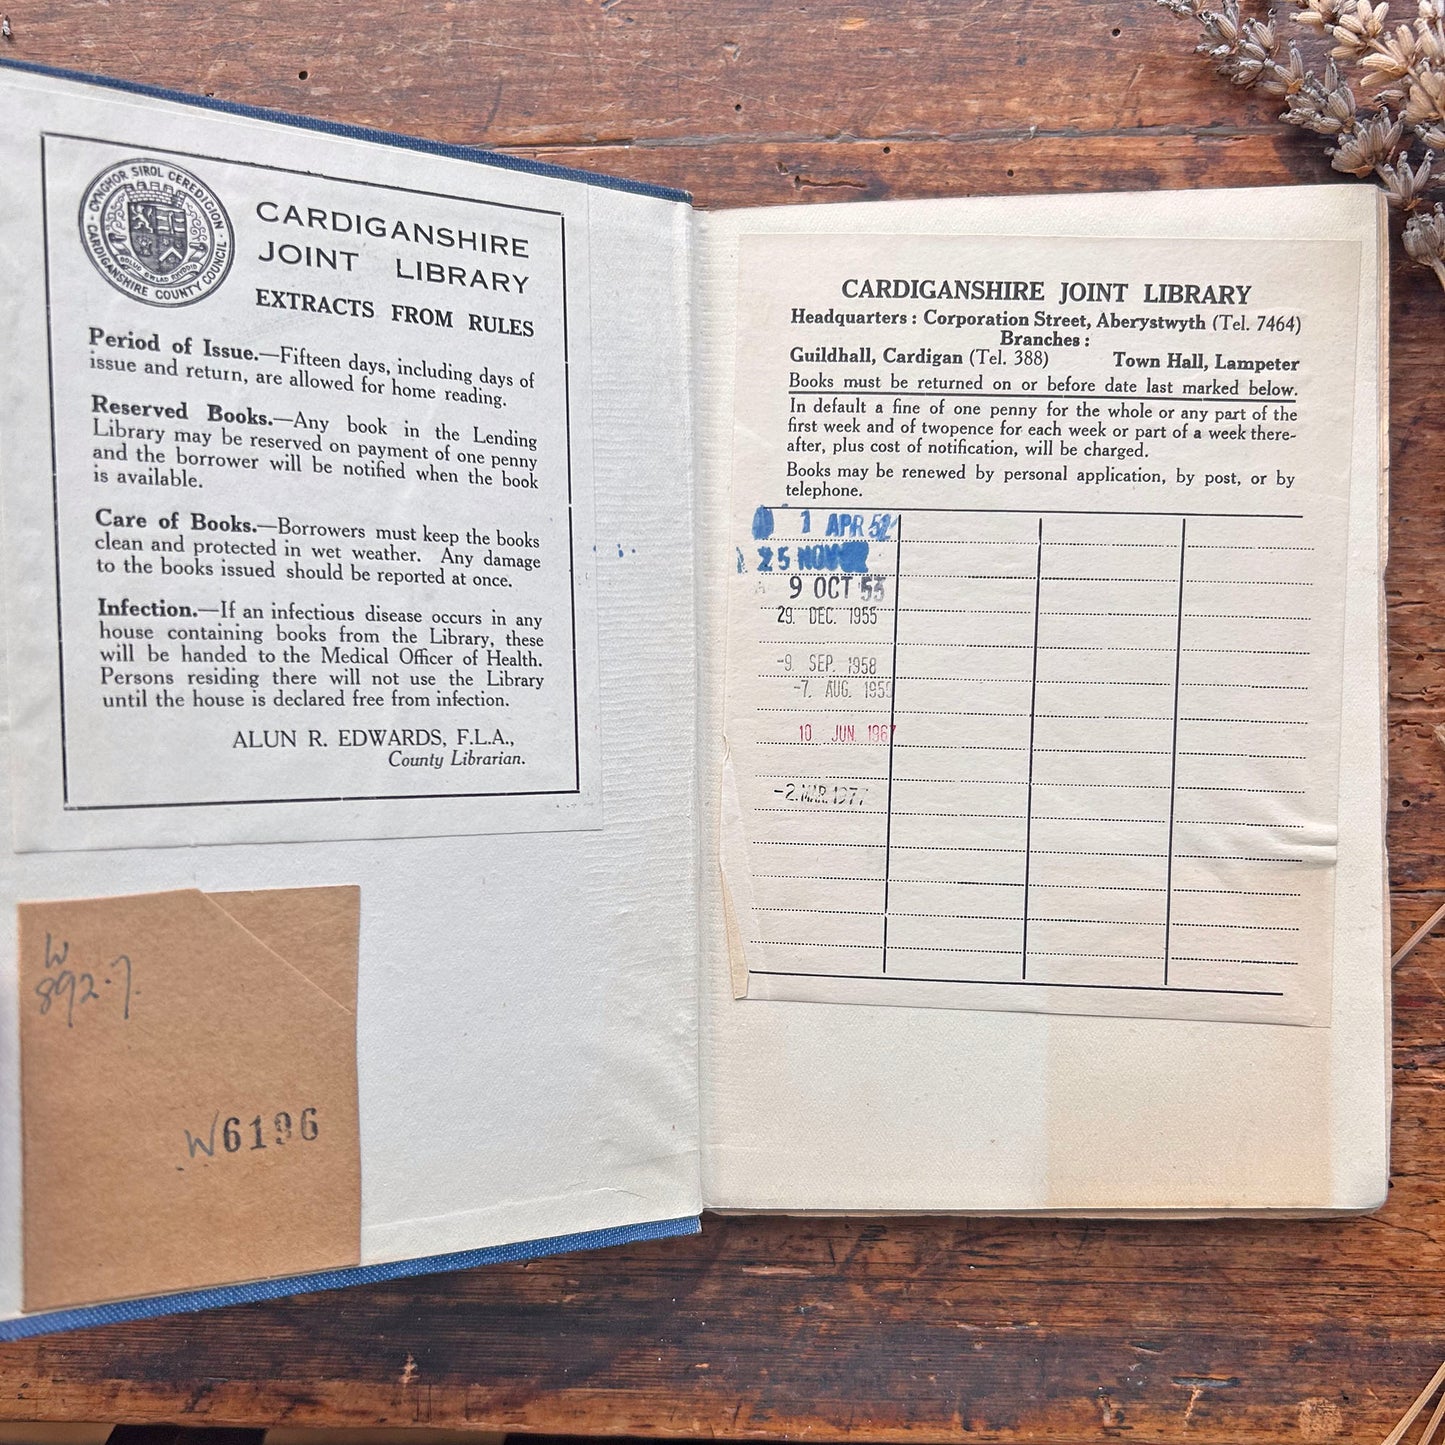 CYNGHOR SIROL CEREDIGION
CARDIGANSHIRE COUNTY COUNCIL
CARDIGANSHIRE
JOINT LIBRARY
EXTRACTS FROM RULES
Period of Issue.—Fifteen days, including days of
issue and return, are allowed for home reading.
Reserved Books.—Any book in the Lending
Library may be reserved on payment of one penny
and the borrower will be notified when the book
is available.
Care of Books.—Borrowers must keep the books
clean and protected in wet weather. Any damage
to the books issued should be reported at once.
Infection.—If an infectious disease occurs in any
house containing books from the Library, these
will be handed to the Medical Officer of Health.
Persons residing there will not use the Library
until the house is declared free from infection.
ALUN R. EDWARDS, F.L.A.,
County Librarian.
W
892.7.
W6196
CARDIGANSHIRE JOINT LIBRARY
Headquarters: Corporation Street, Aberystwyth (Tel. 7464)
Branches:
Guildhall, Cardigan (Tel. 388) Town Hall, Lampeter
Books must be returned on or before date last marked below.
In default a fine of one penny for the whole or any part of the
first week and of twopence for each week or part of a week there-
after, plus cost of notification, will be charged.
Books may be renewed by personal application, by post, or by
telephone.
1 APR 52
25 NOV
9 OCT 53
29. DEC. 1955
-9. SEP. 1958
-7. AUG. 1959
10. JUN. 1967
-2. MAR. 1977